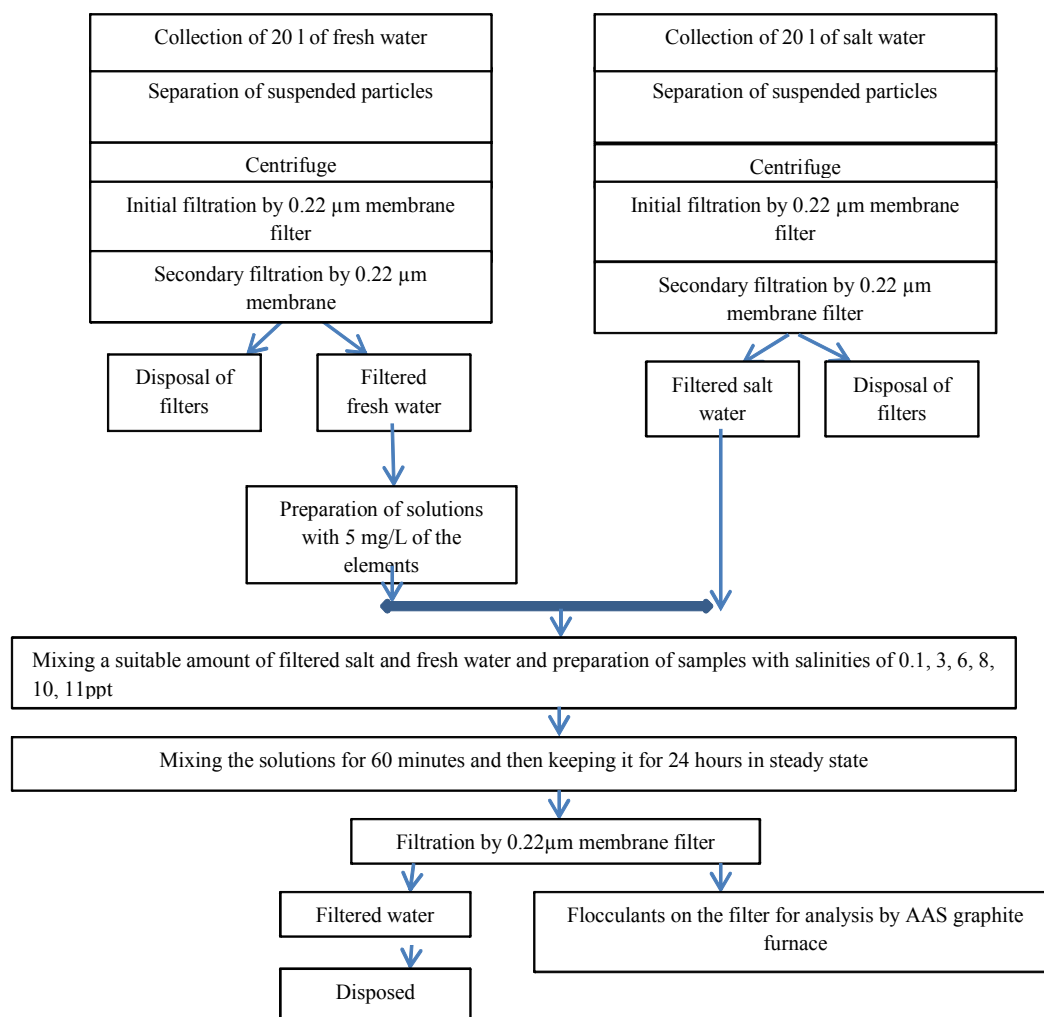 Collection of 20 l of fresh water
Separation of suspended particles
Centrifuge
Initial filtration by 0.22 µm membrane
filter
Secondary filtration by 0.22 µm
membrane
Disposal of
filters
Filtered
fresh water
Preparation of solutions
with 5 mg/L of the
elements
Collection of 20 l of salt water
Separation of suspended particles
Centrifuge
Initial filtration by 0.22 µm membrane
filter
Secondary filtration by 0.22 µm
membrane filter
Filtered salt
water
Disposal of
filters
Mixing a suitable amount of filtered salt and fresh water and preparation of samples with salinities of 0.1, 3, 6, 8,
10, 11ppt
Mixing the solutions for 60 minutes and then keeping it for 24 hours in steady state
Filtration by 0.22µm membrane filter
Filtered water
Disposed
Flocculants on the filter for analysis by AAS graphite
furnace